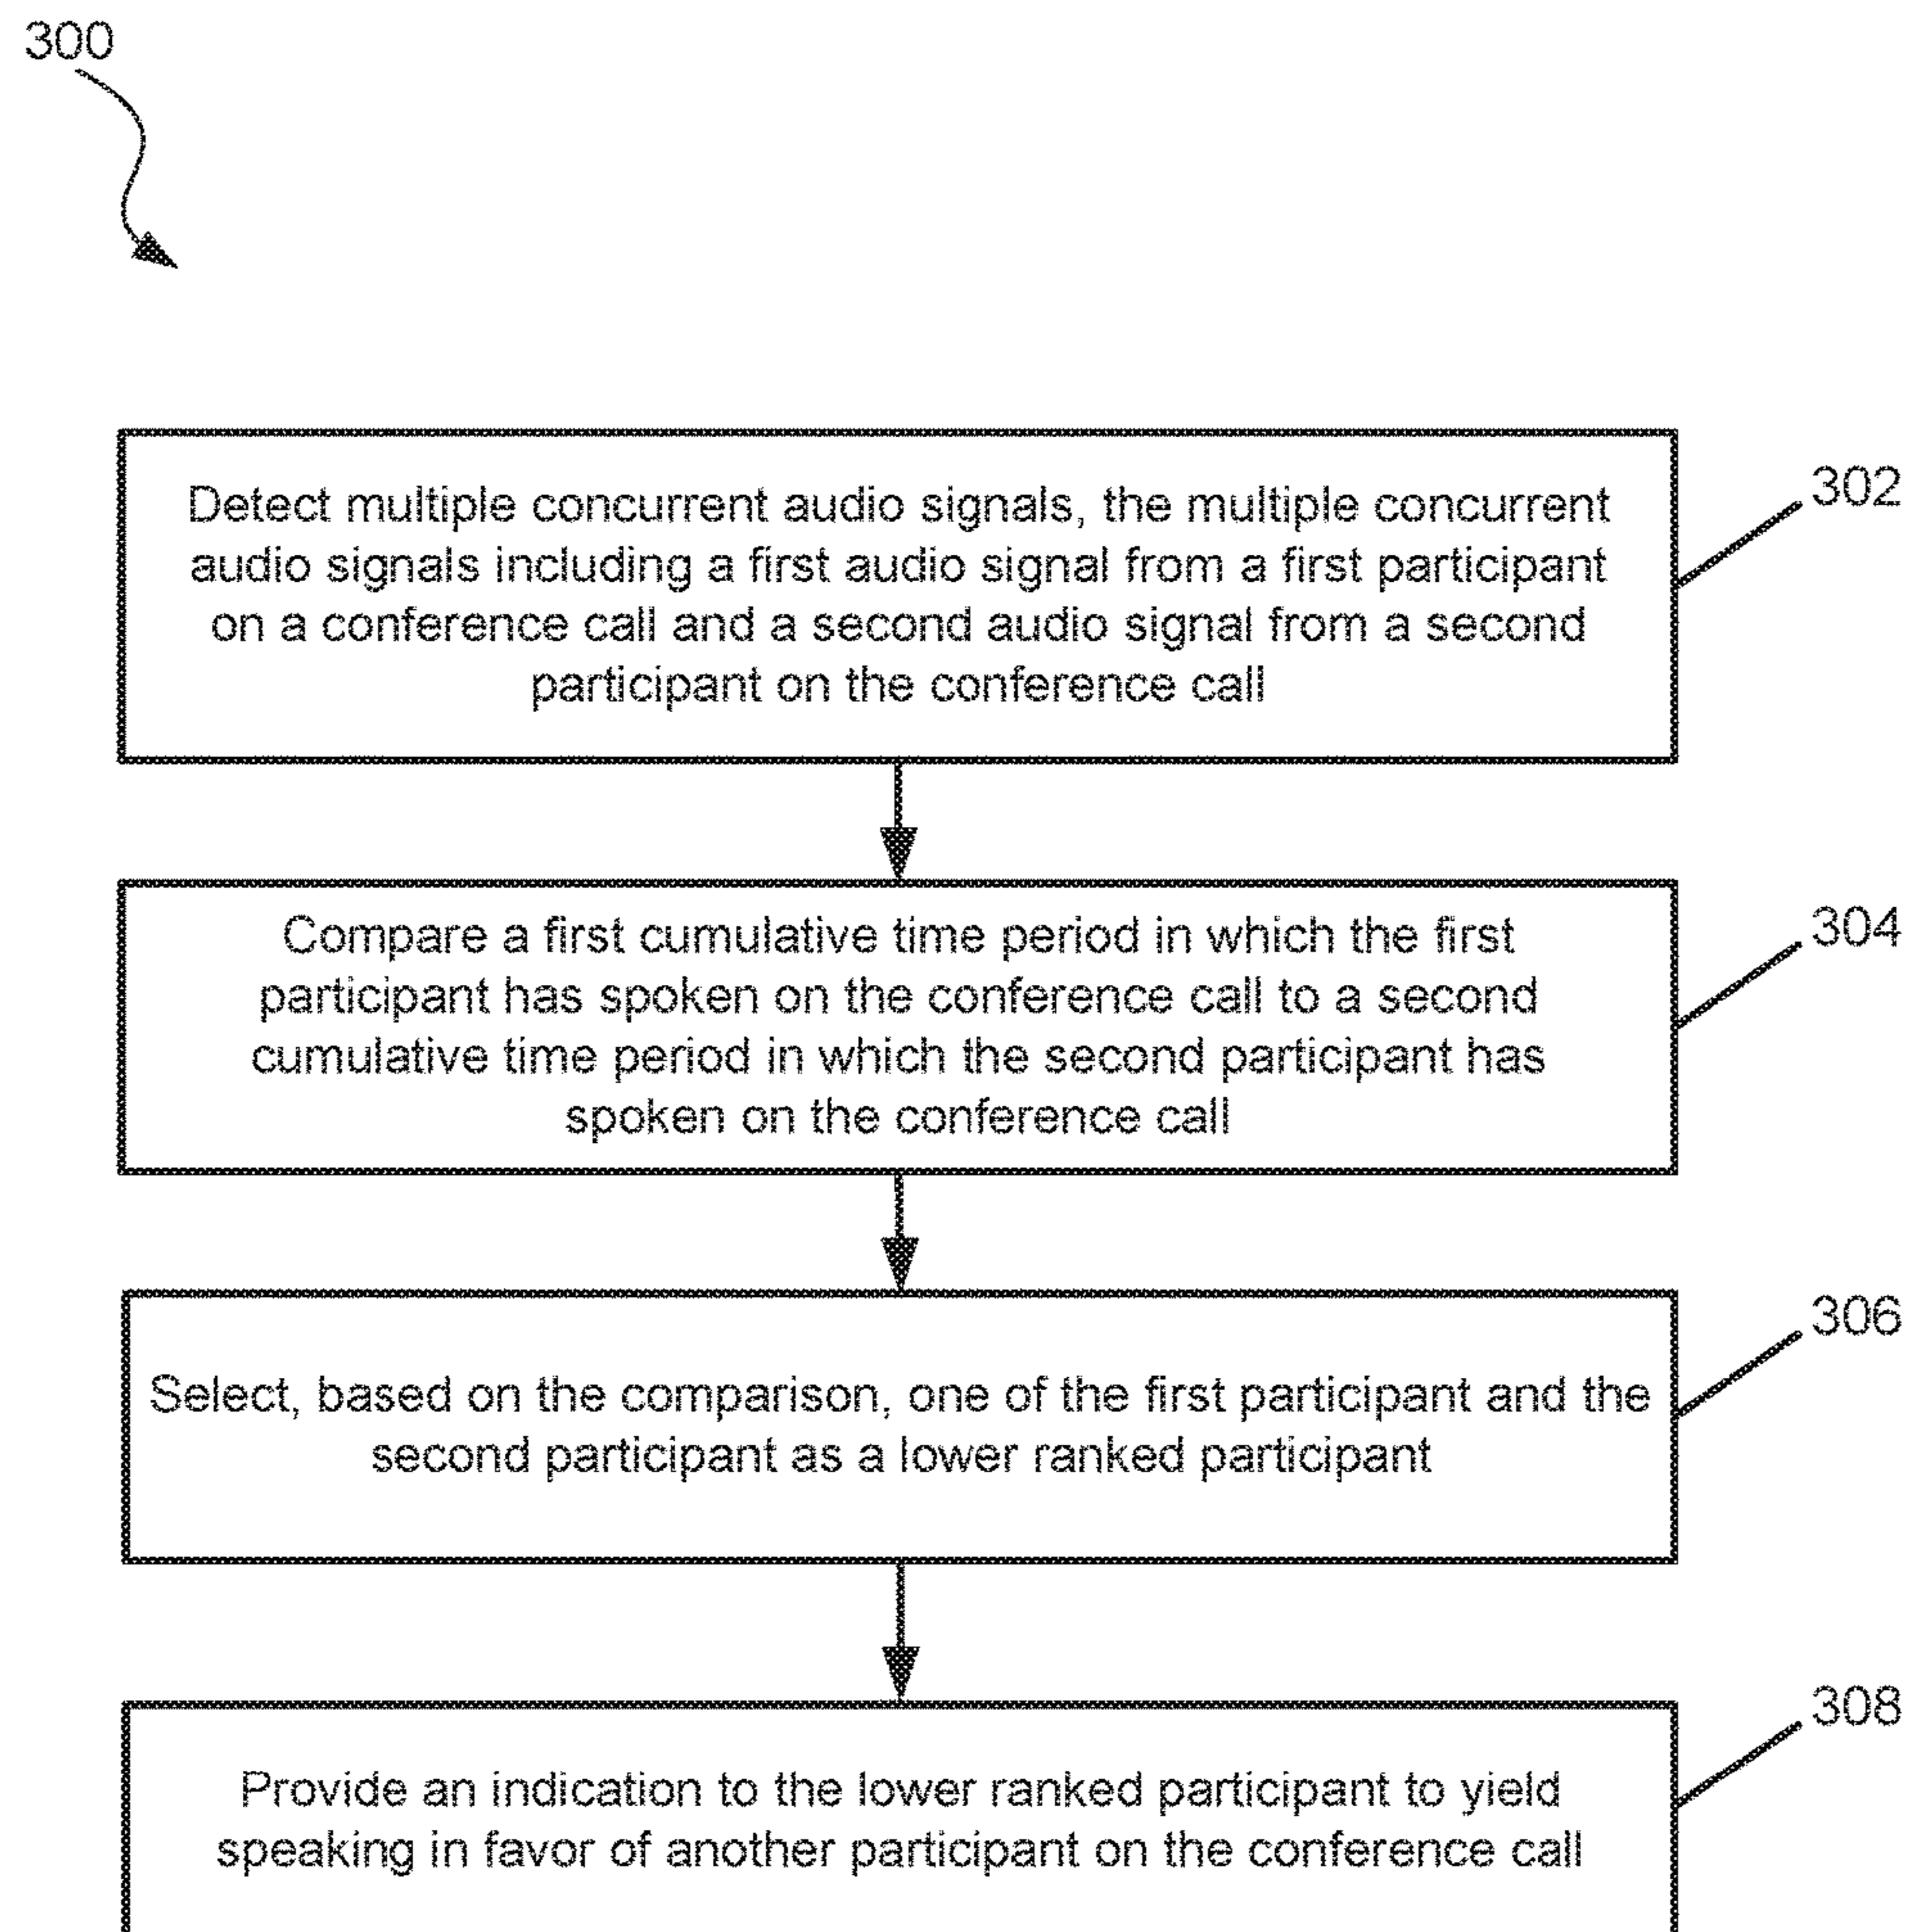 300
Detect multiple concurrent audio signals, the multiple concurrent
audio signals including a first audio signal from a first participant
on a conference call and a second audio signal from a second
participant on the conference call
302
Compare a first cumulative time period in which the first
participant has spoken on the conference call to a second
cumulative time period in which the second participant has
spoken on the conference call
304
Select, based on the comparison, one of the first participant and the
second participant as a lower ranked participant
306
Provide an indication to the lower ranked participant to yield
speaking in favor of another participant on the conference call
308